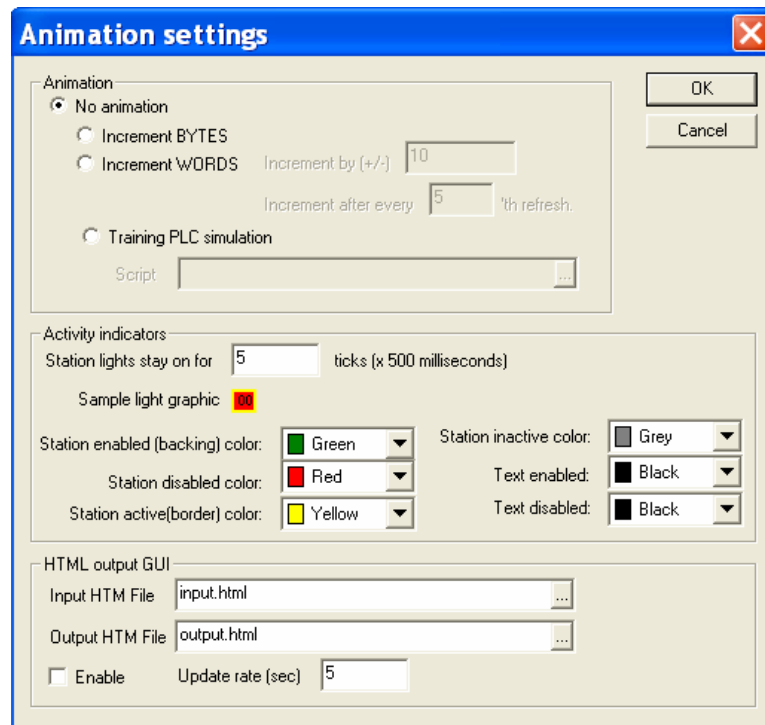 Animation settings
Animation
OK
No animation
Increment BYTES
Cancel
Increment WORDS Increment by (+/-) 10
Increment after every 5 'th refresh.
Training PLC simulation
Script ...
Activity indicators
Station lights stay on for 5 ticks (x 500 milliseconds)
Sample light graphic 00
Station enabled (backing) color: Green Station inactive color: Grey
Station disabled color: Red Text enabled: Black
Station active(border) color: Yellow Text disabled: Black
HTML output GUI
Input HTM File input.html ...
Output HTM File output.html ...
Enable Update rate (sec) 5